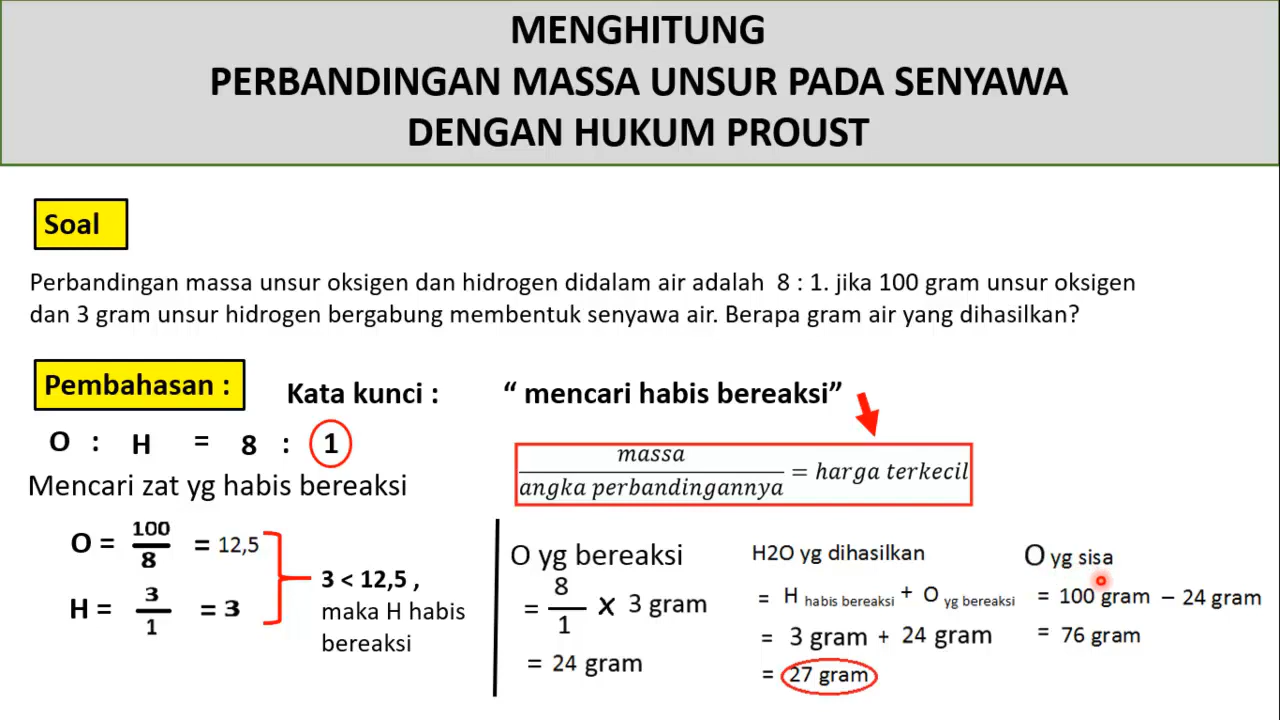 MENGHITUNG
PERBANDINGAN MASSA UNSUR PADA SENYAWA
DENGAN HUKUM PROUST
Soal
Perbandingan massa unsur oksigen dan hidrogen didalam air adalah 8 : 1. jika 100 gram unsur oksigen
dan 3 gram unsur hidrogen bergabung membentuk senyawa air. Berapa gram air yang dihasilkan?
Pembahasan :
Kata kunci : “ mencari habis bereaksi”
massa
angka perbandingannya = harga terkecil
O : H = 8 : 1
Mencari zat yg habis bereaksi
O = 100/8 = 12,5
H = 3/1 = 3
3 < 12,5 ,
maka H habis
bereaksi
O yg bereaksi
= 8/1 x 3 gram
= 24 gram
H2O yg dihasilkan
= H habis bereaksi + O yg bereaksi
= 3 gram + 24 gram
= 27 gram
O yg sisa
= 100 gram – 24 gram
= 76 gram